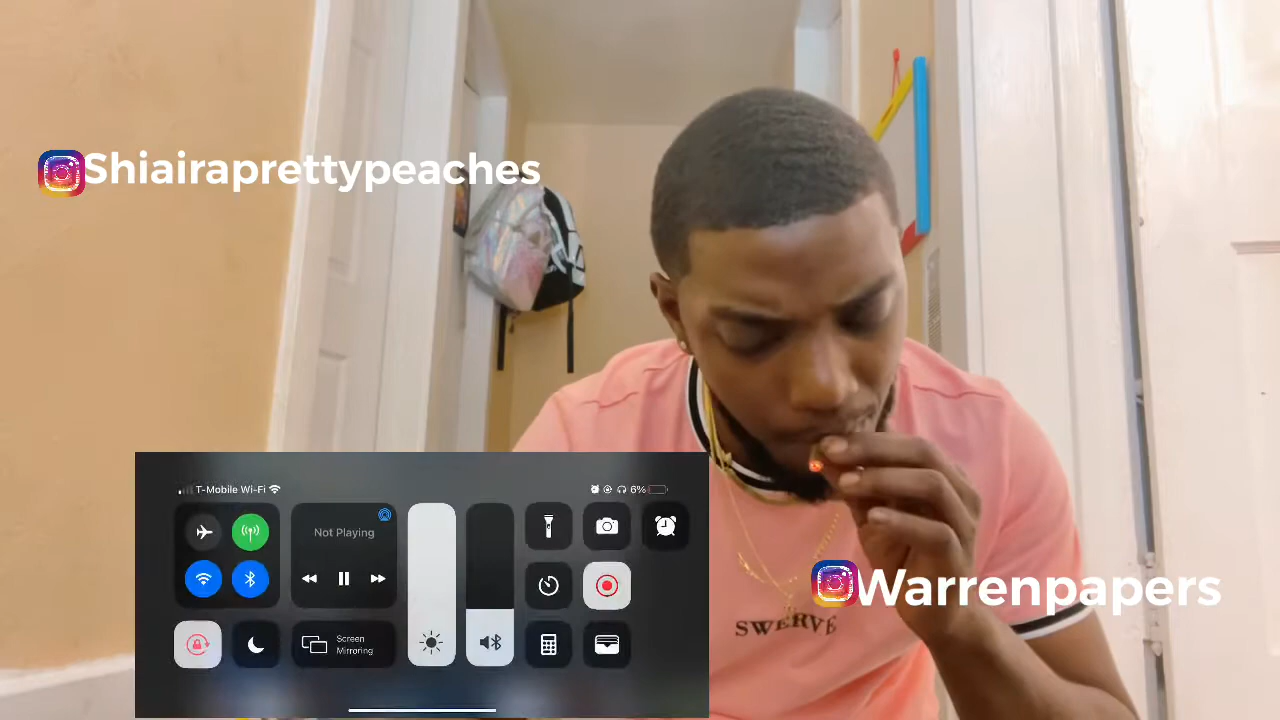 Shiairaprettypeaches
T-Mobile Wi-Fi
6%
Not Playing
Screen
Mirroring
SWERVE
Warrenpapers